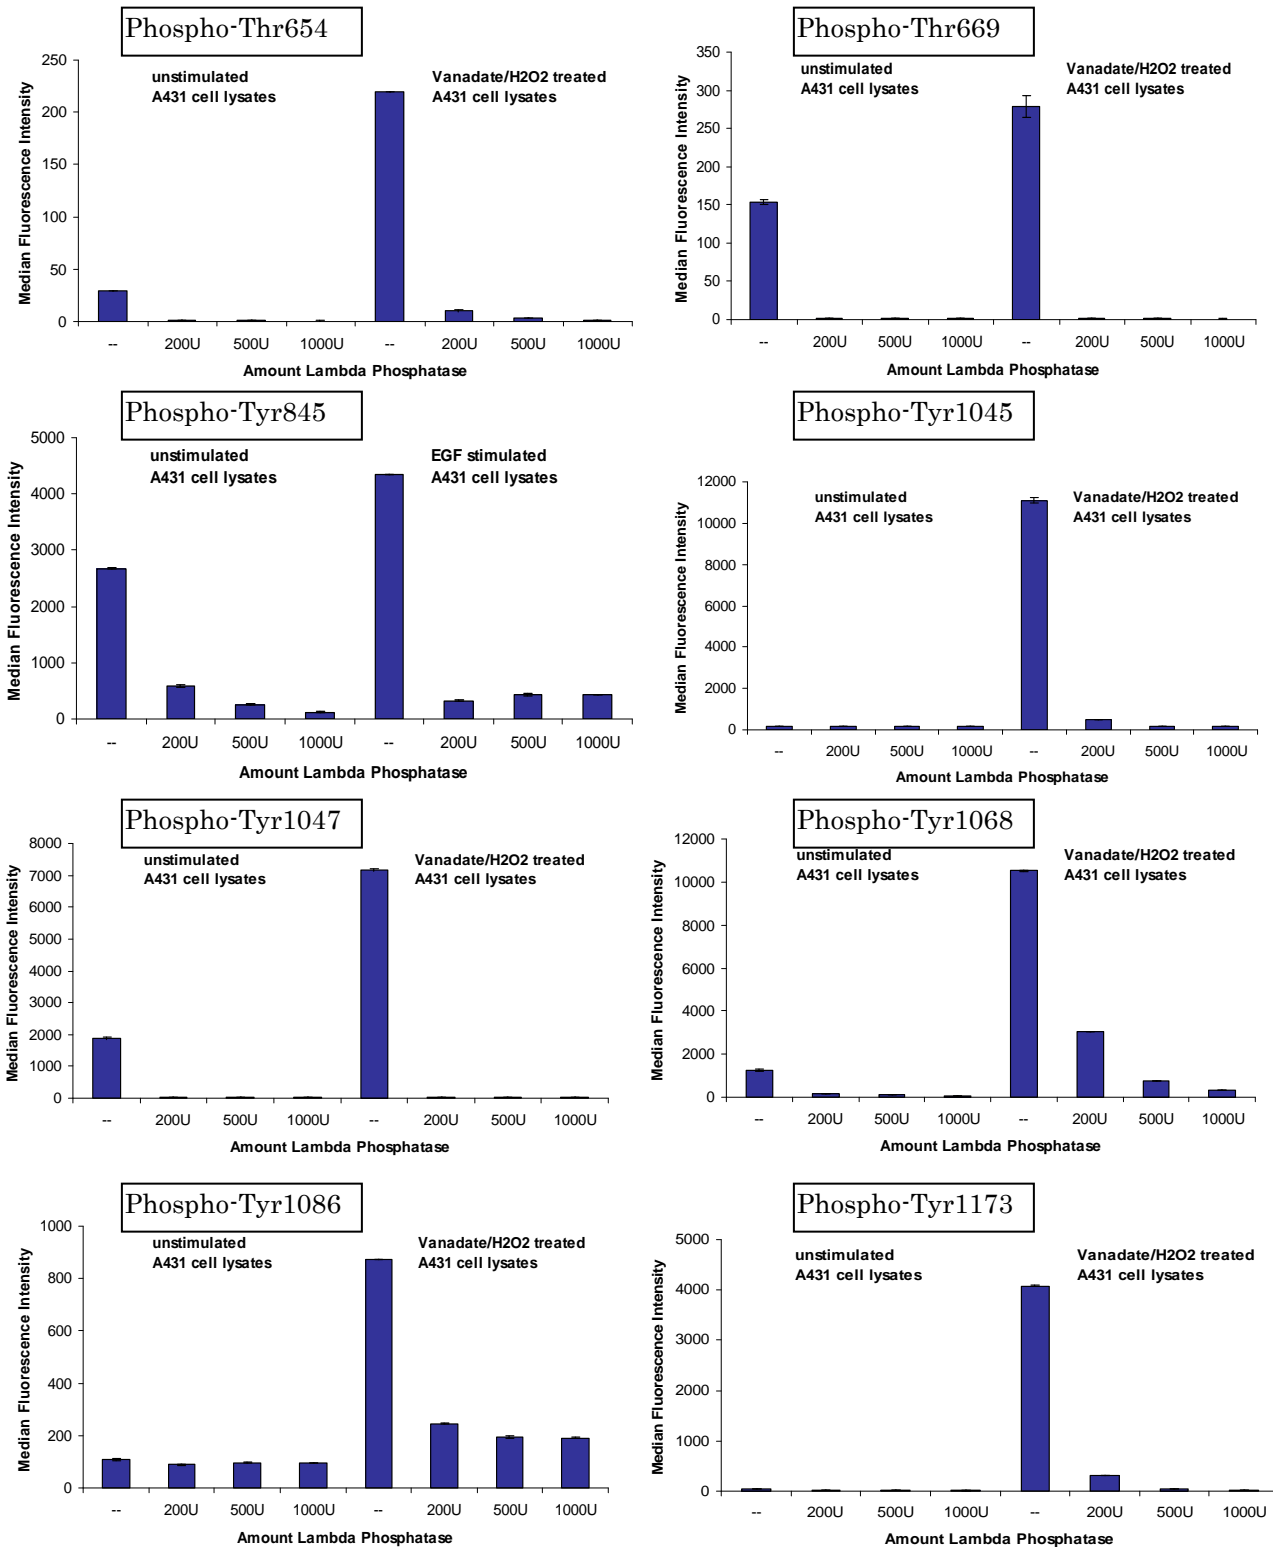 Phospho-Thr654
Median Fluorescence Intensity
250
200
150
100
50
0
unstimulated
A431 cell lysates
Vanadate/H2O2 treated
A431 cell lysates
-- 200U 500U 1000U -- 200U 500U 1000U
Amount Lambda Phosphatase
Phospho-Thr669
Median Fluorescence Intensity
350
300
250
200
150
100
50
0
unstimulated
A431 cell lysates
Vanadate/H2O2 treated
A431 cell lysates
-- 200U 500U 1000U -- 200U 500U 1000U
Amount Lambda Phosphatase
Phospho-Tyr845
Median Fluorescence Intensity
5000
4000
3000
2000
1000
0
unstimulated
A431 cell lysates
EGF stimulated
A431 cell lysates
-- 200U 500U 1000U -- 200U 500U 1000U
Amount Lambda Phosphatase
Phospho-Tyr1045
Median Fluorescence Intensity
12000
10000
8000
6000
4000
2000
0
unstimulated
A431 cell lysates
Vanadate/H2O2 treated
A431 cell lysates
-- 200U 500U 1000U -- 200U 500U 1000U
Amount Lambda Phosphatase
Phospho-Tyr1047
Median Fluorescence Intensity
8000
7000
6000
5000
4000
3000
2000
1000
0
unstimulated
A431 cell lysates
Vanadate/H2O2 treated
A431 cell lysates
-- 200U 500U 1000U -- 200U 500U 1000U
Amount Lambda Phosphatase
Phospho-Tyr1068
Median Fluorescence Intensity
12000
10000
8000
6000
4000
2000
0
unstimulated
A431 cell lysates
Vanadate/H2O2 treated
A431 cell lysates
-- 200U 500U 1000U -- 200U 500U 1000U
Amount Lambda Phosphatase
Phospho-Tyr1086
Median Fluorescence Intensity
1000
800
600
400
200
0
unstimulated
A431 cell lysates
Vanadate/H2O2 treated
A431 cell lysates
-- 200U 500U 1000U -- 200U 500U 1000U
Amount Lambda Phosphatase
Phospho-Tyr1173
Median Fluorescence Intensity
5000
4000
3000
2000
1000
0
unstimulated
A431 cell lysates
Vanadate/H2O2 treated
A431 cell lysates
-- 200U 500U 1000U -- 200U 500U 1000U
Amount Lambda Phosphatase